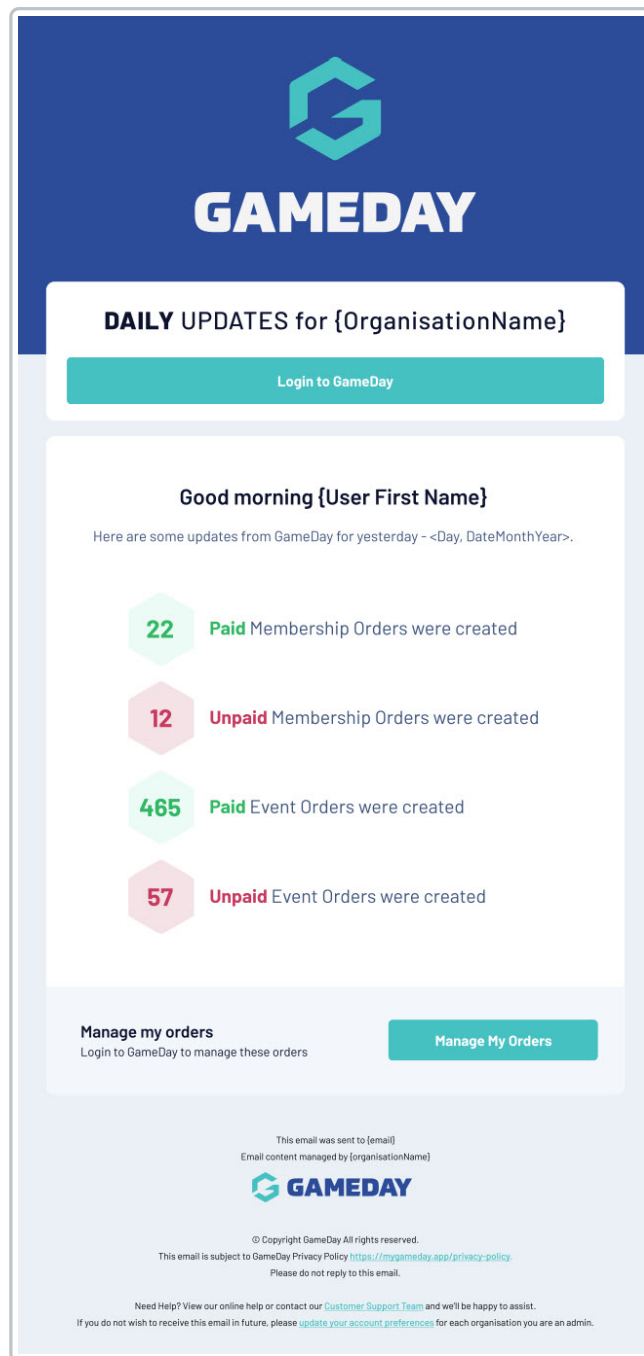 GAMEDAY
DAILY UPDATES for {OrganisationName}
Login to GameDay
Good morning {User First Name}
Here are some updates from GameDay for yesterday - <Day, DateMonthYear>.
22 Paid Membership Orders were created
12 Unpaid Membership Orders were created
465 Paid Event Orders were created
57 Unpaid Event Orders were created
Manage my orders
Login to GameDay to manage these orders
Manage My Orders
This email was sent to {email}
Email content managed by {organisationName}
GAMEDAY
© Copyright GameDay All rights reserved.
This email is subject to GameDay Privacy Policy https://mygameday.app/privacy-policy.
Please do not reply to this email.
Need Help? View our online help or contact our Customer Support Team and we'll be happy to assist.
If you do not wish to receive this email in future, please update your account preferences for each organisation you are an admin.